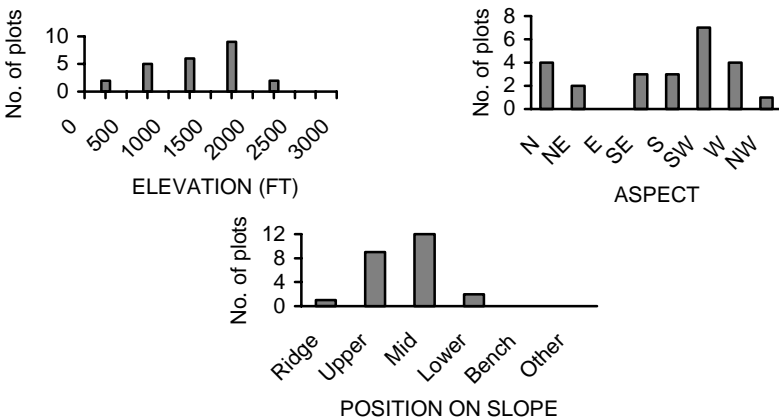 No. of plots
10
5
0
0
500
1000
1500
2000
2500
3000
ELEVATION (FT)
No. of plots
8
6
4
2
0
N
NE
E
SE
S
SW
W
NW
ASPECT
No. of plots
12
8
4
0
Ridge
Upper
Mid
Lower
Bench
Other
POSITION ON SLOPE